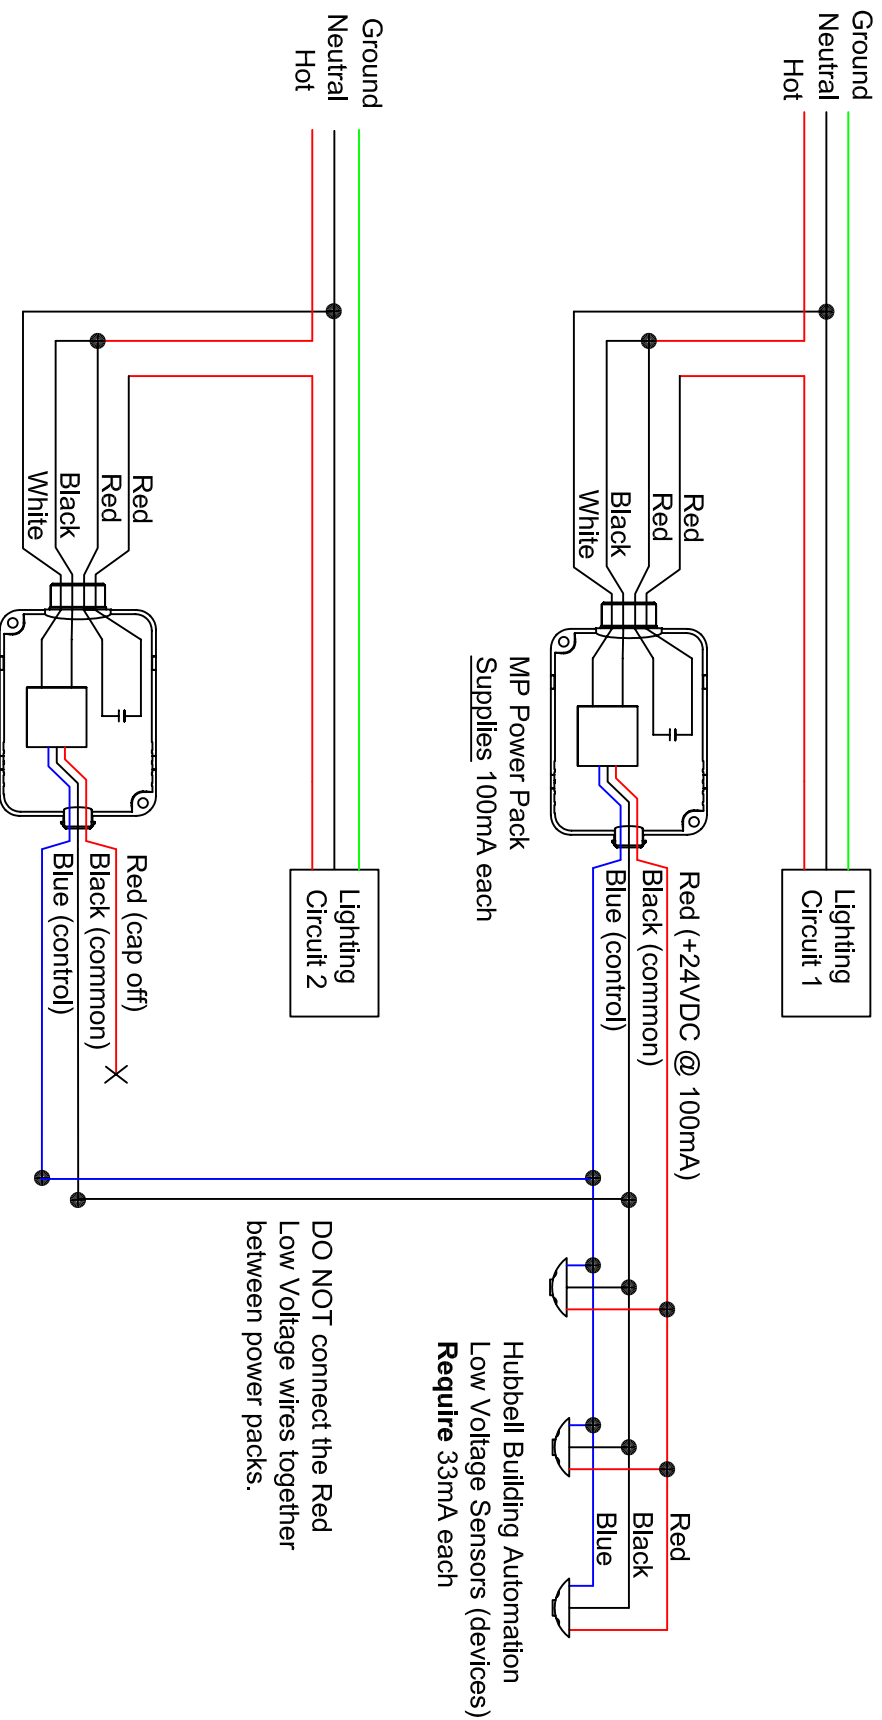 Ground
Neutral
Hot
Red
Red
Black
White
Lighting
Circuit 1
Red (+24VDC @ 100mA)
Black (common)
Blue (control)
MP Power Pack
Supplies 100mA each
Red
Black
Blue
Hubbell Building Automation
Low Voltage Sensors (devices)
Require 33mA each
Ground
Neutral
Hot
Red
Red
Black
White
Lighting
Circuit 2
Red (cap off)
Black (common)
Blue (control)
DO NOT connect the Red
Low Voltage wires together
between power packs.